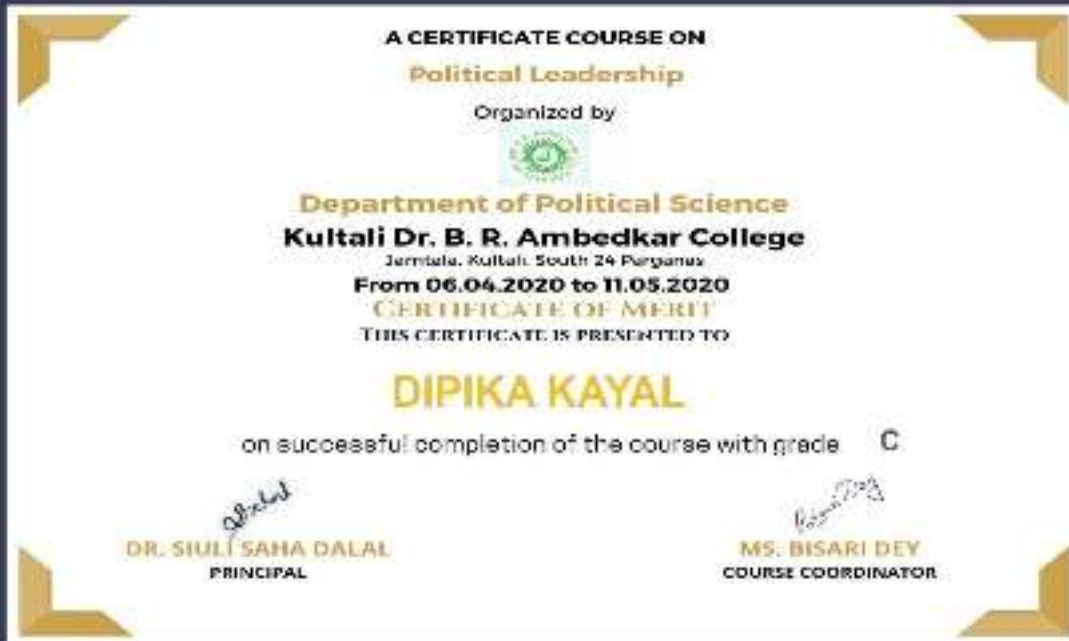 A CERTIFICATE COURSE ON
Political Leadership
Organized by
Department of Political Science
Kultali Dr. B. R. Ambedkar College
Jamtala, Kultali, South 24 Parganas
From 06.04.2020 to 11.05.2020
CERTIFICATE OF MERIT
THIS CERTIFICATE IS PRESENTED TO
DIPIKA KAYAL
on successful completion of the course with grade C
DR. SIULI SAHA DALAL
PRINCIPAL
MS. BISARI DEY
COURSE COORDINATOR